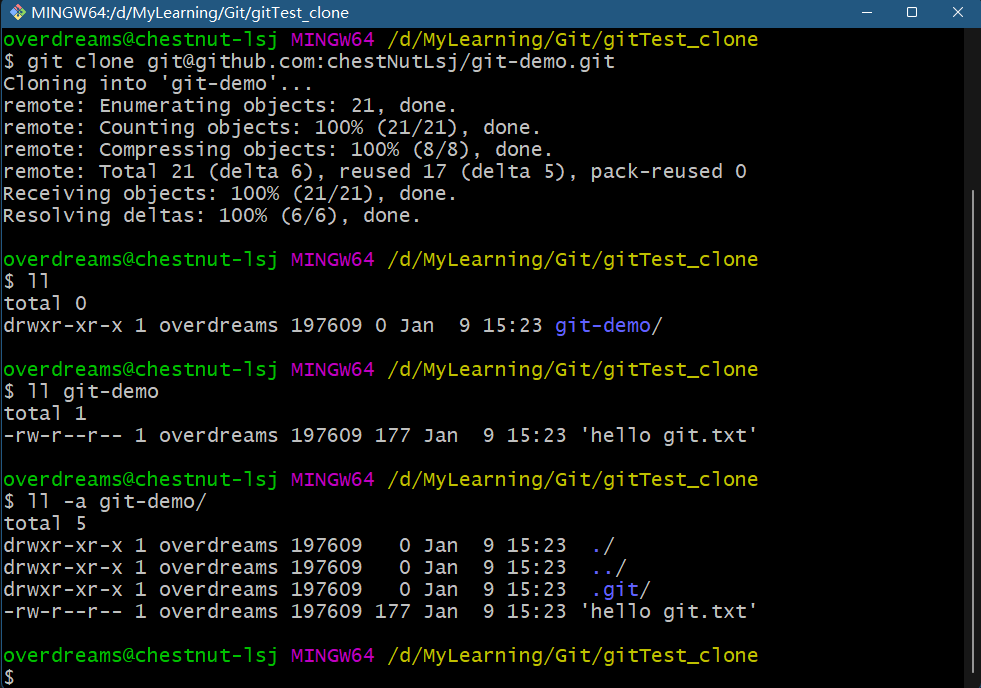 MINGW64:/d/MyLearning/Git/gitTest_clone
overdreams@chestnut-lsj MINGW64 /d/MyLearning/Git/gitTest_clone
$ git clone git@github.com:chestNutLsj/git-demo.git
Cloning into 'git-demo'...
remote: Enumerating objects: 21, done.
remote: Counting objects: 100% (21/21), done.
remote: Compressing objects: 100% (8/8), done.
remote: Total 21 (delta 6), reused 17 (delta 5), pack-reused 0
Receiving objects: 100% (21/21), done.
Resolving deltas: 100% (6/6), done.
overdreams@chestnut-lsj MINGW64 /d/MyLearning/Git/gitTest_clone
$ ll
total 0
drwxr-xr-x 1 overdreams 197609 0 Jan  9 15:23 git-demo/
overdreams@chestnut-lsj MINGW64 /d/MyLearning/Git/gitTest_clone
$ ll git-demo
total 1
-rw-r--r-- 1 overdreams 197609 177 Jan  9 15:23 'hello git.txt'
overdreams@chestnut-lsj MINGW64 /d/MyLearning/Git/gitTest_clone
$ ll -a git-demo/
total 5
drwxr-xr-x 1 overdreams 197609   0 Jan  9 15:23  ./
drwxr-xr-x 1 overdreams 197609   0 Jan  9 15:23  ../
drwxr-xr-x 1 overdreams 197609   0 Jan  9 15:23  .git/
-rw-r--r-- 1 overdreams 197609 177 Jan  9 15:23 'hello git.txt'
overdreams@chestnut-lsj MINGW64 /d/MyLearning/Git/gitTest_clone
$